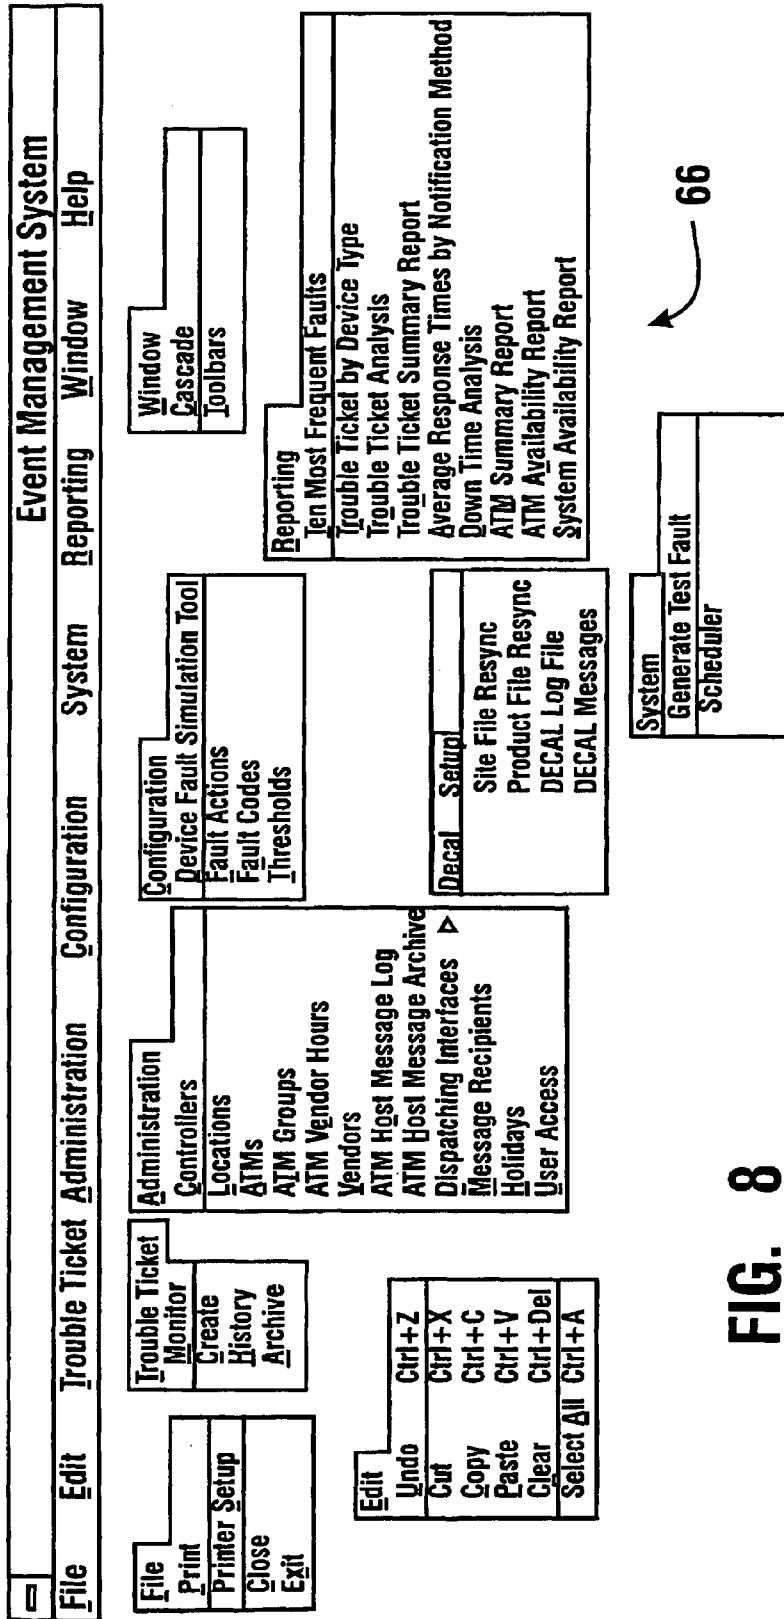 Event Management System
File Edit Trouble Ticket Administration Configuration System Reporting Window Help
File
Print
Printer Setup
Close
Exit
Edit
Undo Ctrl+Z
Cut Ctrl+X
Copy Ctrl+C
Paste Ctrl+V
Clear Ctrl+Del
Select All Ctrl+A
Trouble Ticket
Monitor
Create
History
Archive
Administration
Controllers
Locations
ATMs
ATM Groups
ATM Vendor Hours
Vendors
ATM Host Message Log
ATM Host Message Archive
Dispatching Interfaces ▷
Message Recipients
Holidays
User Access
Configuration
Device Fault Simulation Tool
Fault Actions
Fault Codes
Thresholds
Decal Setup
Site File Resync
Product File Resync
DECAL Log File
DECAL Messages
System
Generate Test Fault
Scheduler
Window
Cascade
Toolbars
Reporting
Ten Most Frequent Faults
Trouble Ticket by Device Type
Trouble Ticket Analysis
Trouble Ticket Summary Report
Average Response Times by Notification Method
Down Time Analysis
ATM Summary Report
ATM Availability Report
System Availability Report
66
FIG. 8